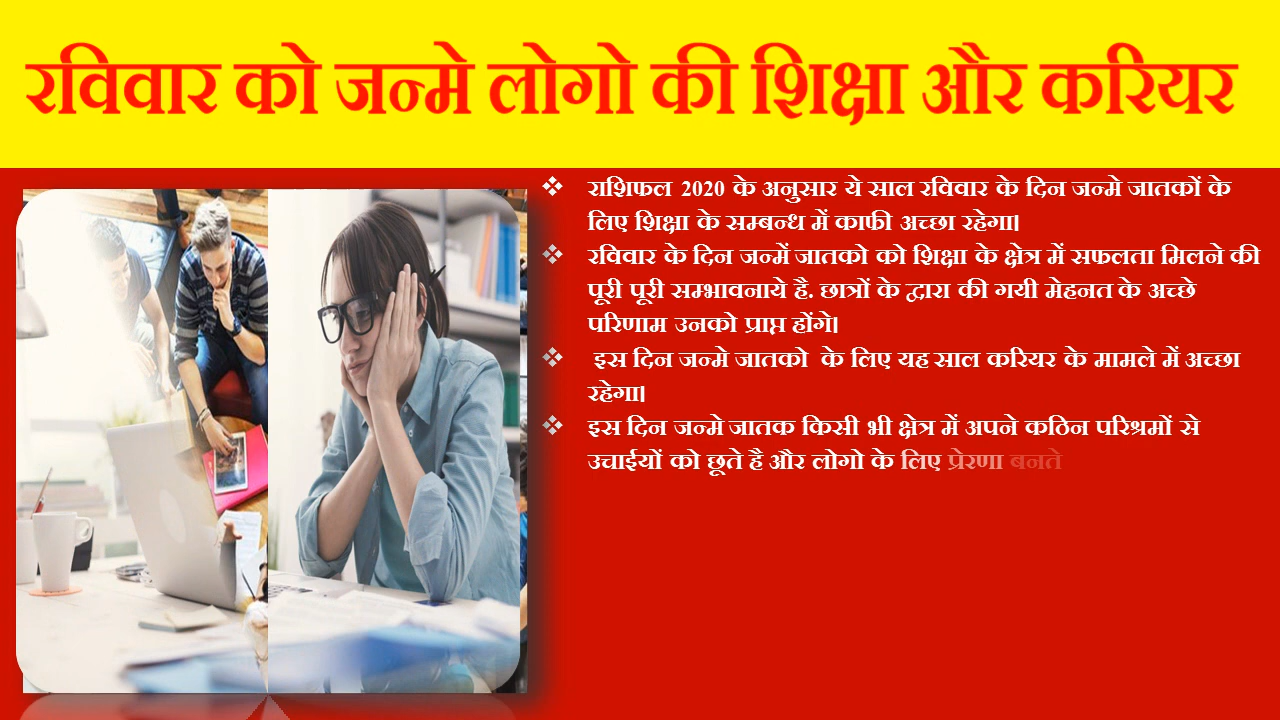 रविवार को जन्मे लोगो की शिक्षा और करियर
राशिफल 2020 के अनुसार ये साल रविवार के दिन जन्मे जातकों के
लिए शिक्षा के सम्बन्ध में काफी अच्छा रहेगा।
रविवार के दिन जन्में जातको को शिक्षा के क्षेत्र में सफलता मिलने की
पूरी पूरी सम्भावनाये है. छात्रों के द्वारा की गयी मेहनत के अच्छे
परिणाम उनको प्राप्त होंगे।
इस दिन जन्मे जातको के लिए यह साल करियर के मामले में अच्छा
रहेगा।
इस दिन जन्मे जातक किसी भी क्षेत्र में अपने कठिन परिश्रमों से
उचाईयों को छूते है और लोगो के लिए प्रेरणा बनते